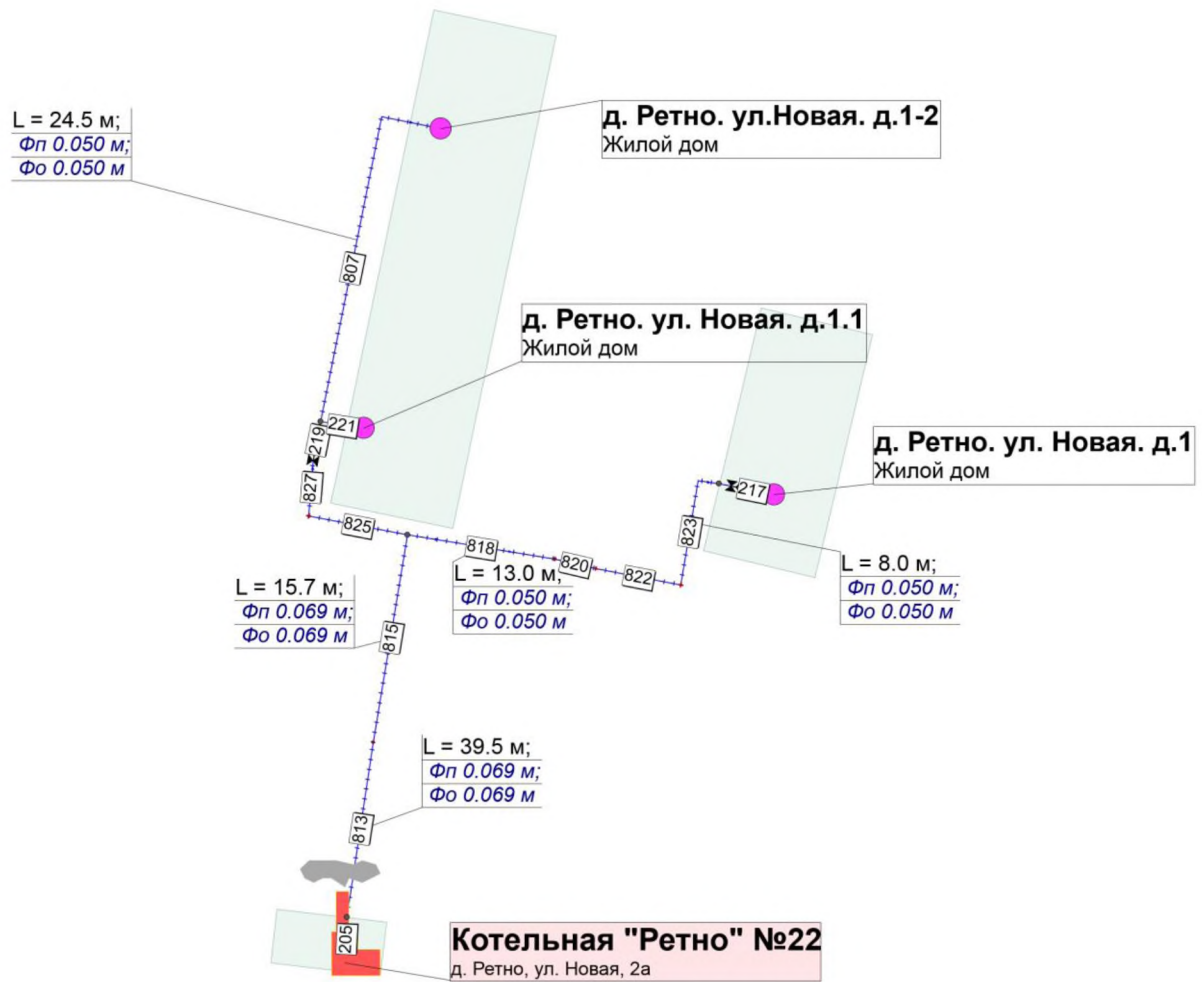 L = 24.5 м;
Фп 0.050 м;
Фо 0.050 м
д. Ретно. ул.Новая. д.1-2
Жилой дом
807
д. Ретно. ул. Новая. д.1.1
Жилой дом
221
219
д. Ретно. ул. Новая. д.1
Жилой дом
827
217
825
818
823
820
822
L = 13.0 м;
Фп 0.050 м;
Фо 0.050 м
L = 8.0 м;
Фп 0.050 м;
Фо 0.050 м
L = 15.7 м;
Фп 0.069 м;
Фо 0.069 м
815
L = 39.5 м;
Фп 0.069 м;
Фо 0.069 м
813
205
Котельная "Ретно" №22
д. Ретно, ул. Новая, 2а